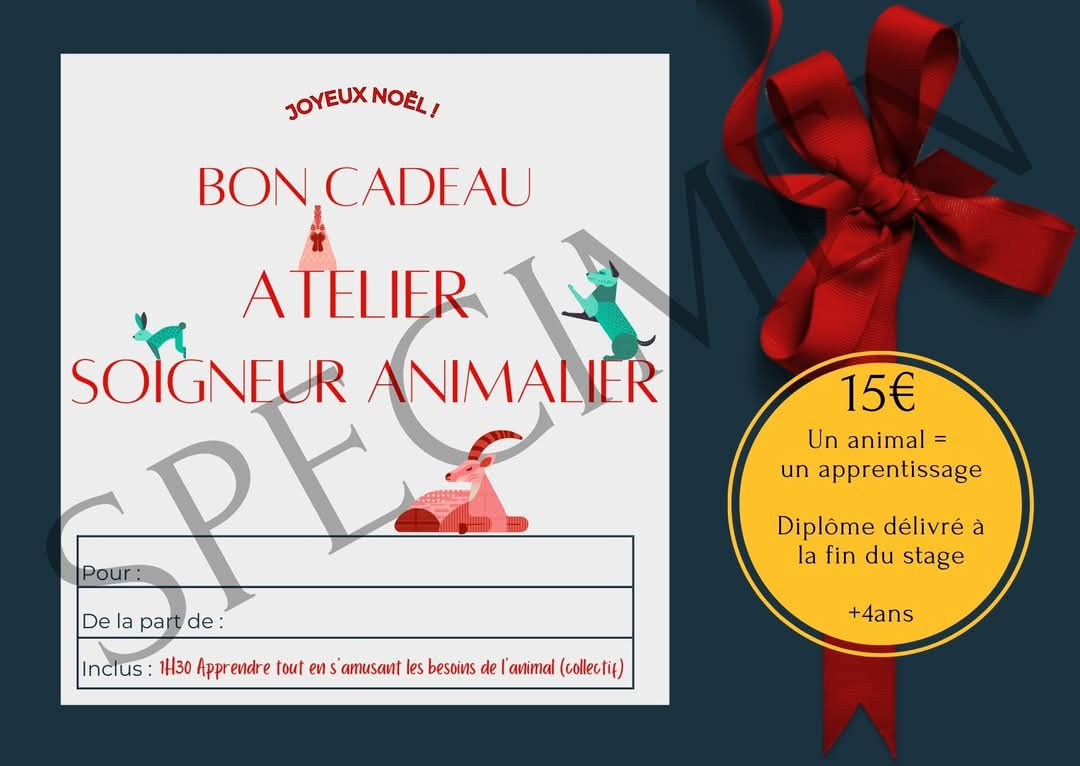 JOYEUX NOËL !
BON CADEAU
ATELIER
SOIGNEUR ANIMALIER
Pour :
De la part de :
Inclus : 1H30 Apprendre tout en s'amusant les besoins de l'animal (collectif)
15€
Un animal =
un apprentissage
Diplôme délivré à
la fin du stage
+4ans
SPECIMEN